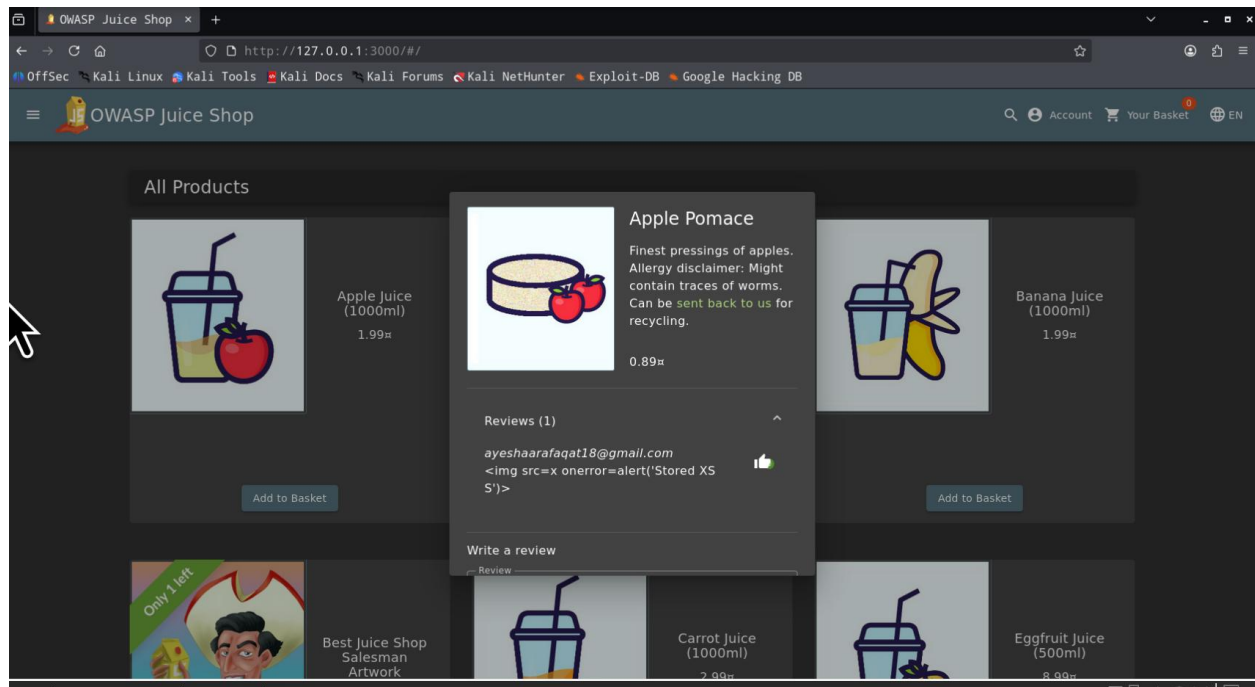 OWASP Juice Shop
http://127.0.0.1:3000/#/
OffSec Kali Linux Kali Tools Kali Docs Kali Forums Kali NetHunter Exploit-DB Google Hacking DB
JS OWASP Juice Shop
Account
0
Your Basket
EN
All Products
Apple Juice
(1000ml)
1.99¤
Add to Basket
Apple Pomace
Finest pressings of apples.
Allergy disclaimer: Might
contain traces of worms.
Can be sent back to us for
recycling.
0.89¤
Reviews (1)
ayeshaarafaqat18@gmail.com
<img src=x onerror=alert('Stored XS
S')>
Write a review
Review
Banana Juice
(1000ml)
1.99¤
Add to Basket
Only 1 left
Best Juice Shop
Salesman
Artwork
Carrot Juice
(1000ml)
2.99¤
Eggfruit Juice
(500ml)
8.99¤